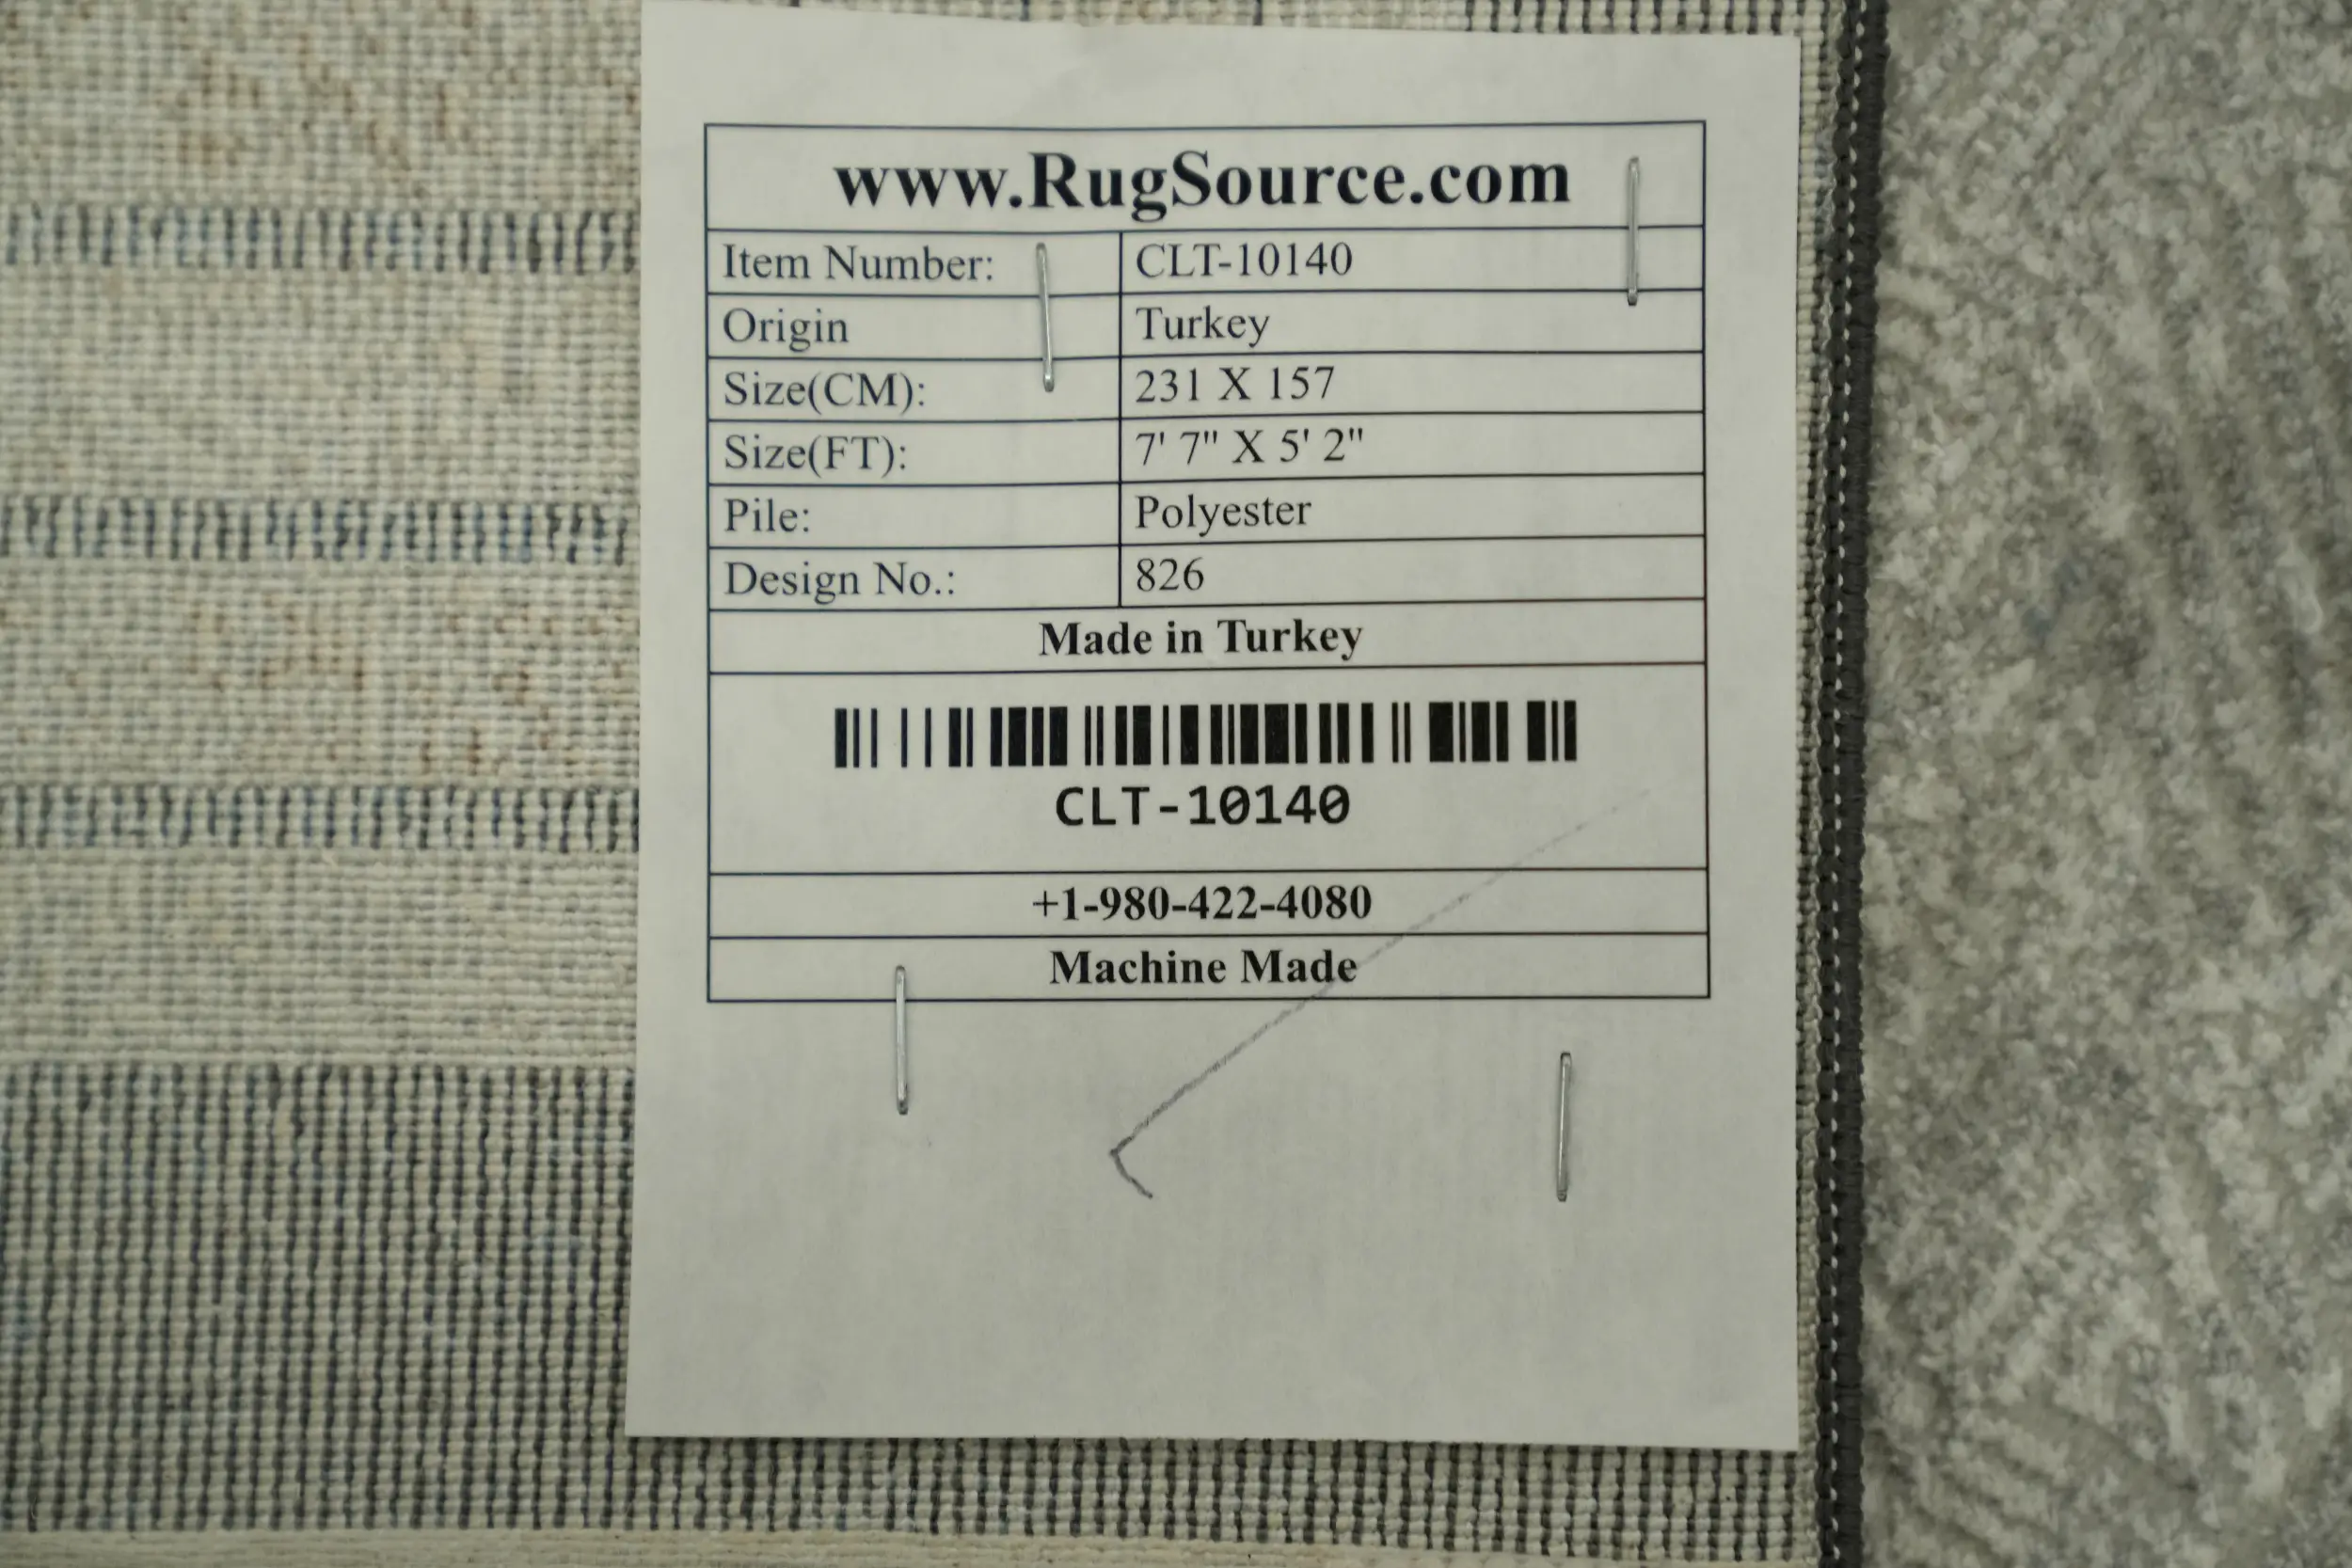 www.RugSource.com
Item Number: CLT-10140
Origin Turkey
Size(CM): 231 X 157
Size(FT): 7' 7" X 5' 2"
Pile: Polyester
Design No.: 826
Made in Turkey
CLT-10140
+1-980-422-4080
Machine Made